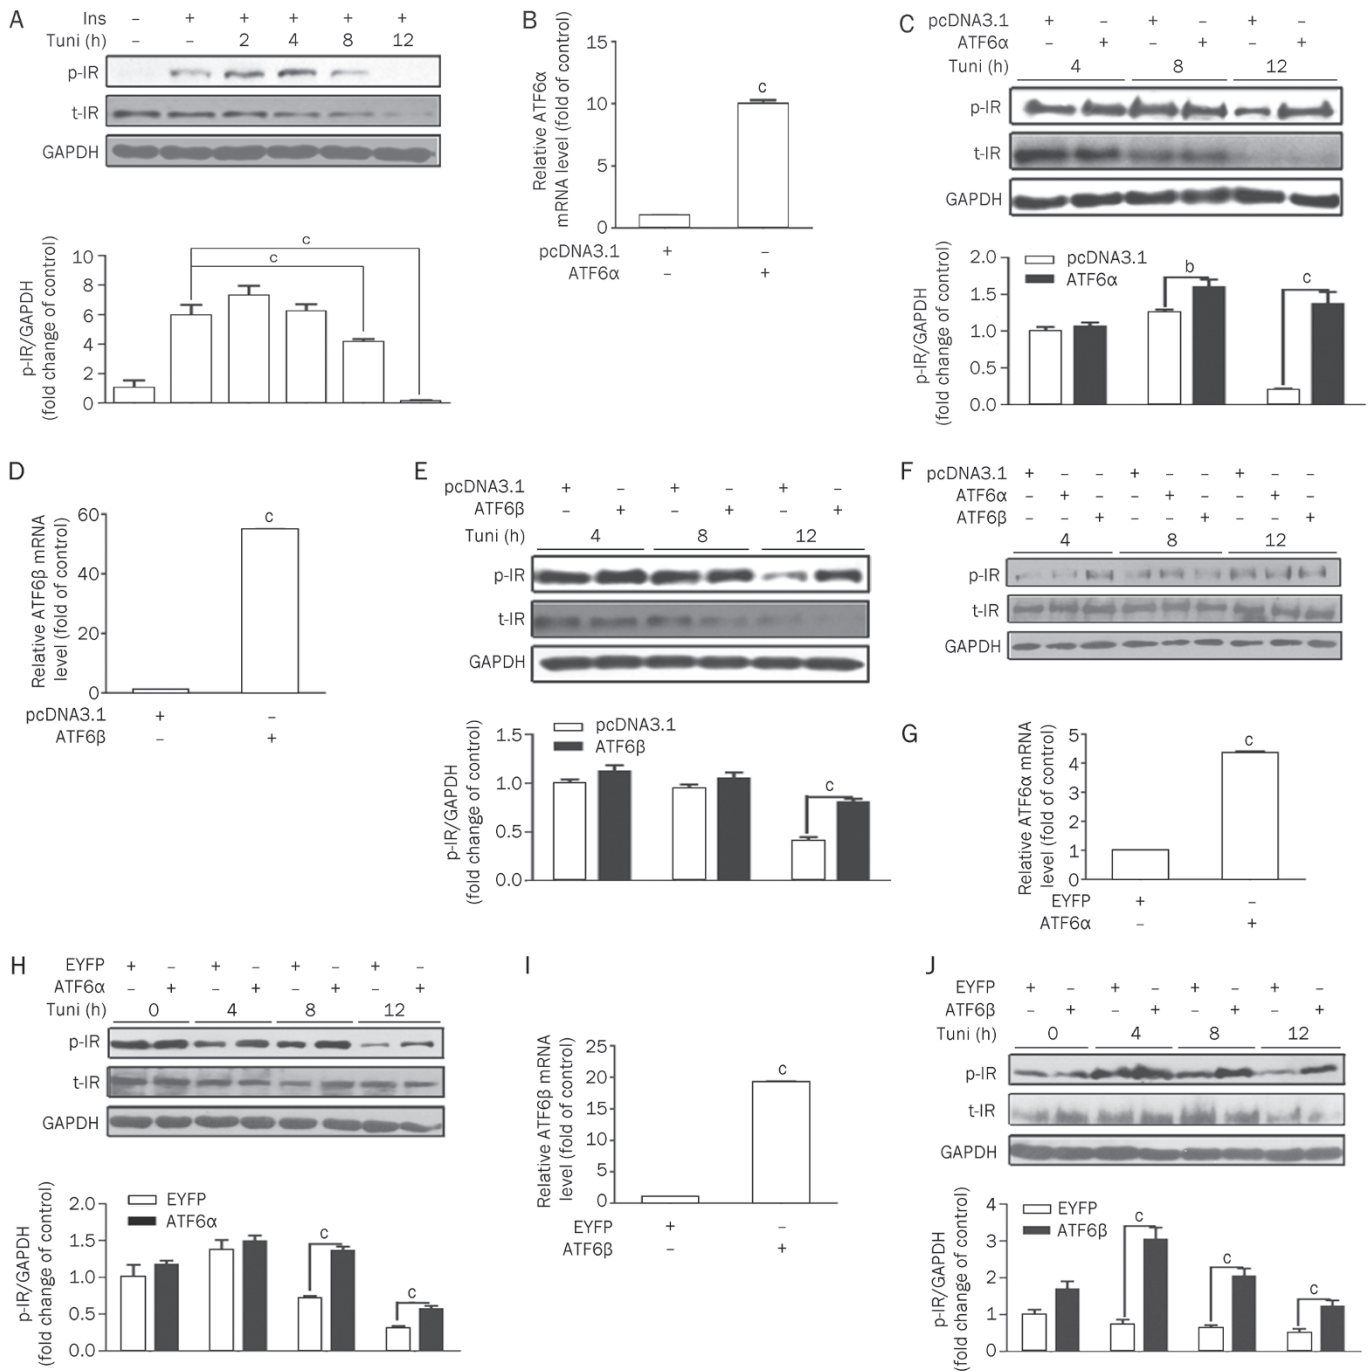 A
Ins – + + + + +
Tuni (h) – – 2 4 8 12
p-IR
t-IR
GAPDH
p-IR/GAPDH
(fold change of control)
10
8
6
4
2
0
c
c
B
Relative ATF6α
mRNA level (fold of control)
15
10
5
0
c
pcDNA3.1 + –
ATF6α – +
C
pcDNA3.1 + – + – + –
ATF6α – + – + – +
Tuni (h) 4 8 12
p-IR
t-IR
GAPDH
p-IR/GAPDH
(fold change of control)
2.0
1.5
1.0
0.5
0.0
pcDNA3.1
ATF6α
b
c
D
Relative ATF6β mRNA
level (fold of control)
60
40
20
0
c
pcDNA3.1 + –
ATF6β – +
E
pcDNA3.1 + – + – + –
ATF6β – + – + – +
Tuni (h) 4 8 12
p-IR
t-IR
GAPDH
p-IR/GAPDH
(fold change of control)
1.5
1.0
0.5
0.0
pcDNA3.1
ATF6β
c
F
pcDNA3.1 + – – + – – + – –
ATF6α – + – – + – – + –
ATF6β – – + – – + – – +
4 8 12
p-IR
t-IR
GAPDH
G
Relative ATF6α mRNA
level (fold of control)
5
4
3
2
1
0
c
EYFP + –
ATF6α – +
H
EYFP + – + – + – + –
ATF6α – + – + – + – +
Tuni (h) 0 4 8 12
p-IR
t-IR
GAPDH
p-IR/GAPDH
(fold change of control)
2.0
1.5
1.0
0.5
0.0
EYFP
ATF6α
c
c
I
Relative ATF6β mRNA
level (fold of control)
25
20
15
10
5
0
c
EYFP + –
ATF6β – +
J
EYFP + – + – + – + –
ATF6β – + – + – + – +
Tuni (h) 0 4 8 12
p-IR
t-IR
GAPDH
p-IR/GAPDH
(fold change of control)
4
3
2
1
0
EYFP
ATF6β
c
c
c